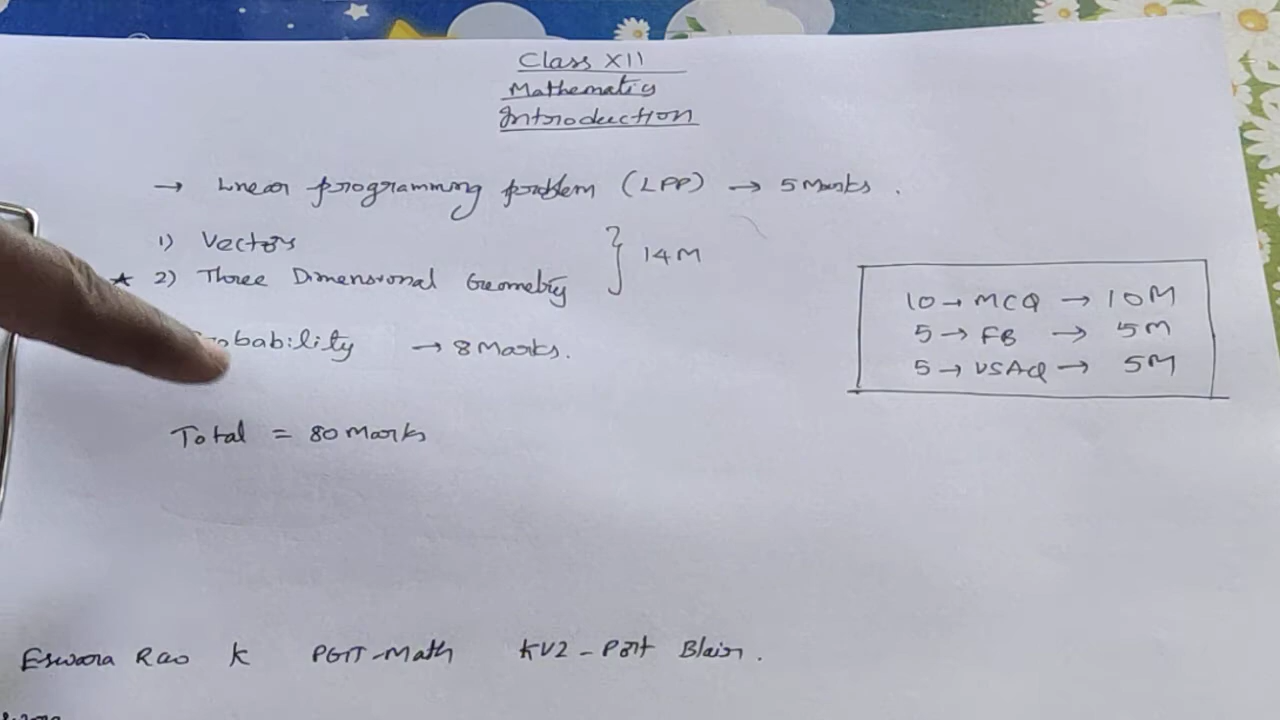 Class XII
Mathematics
Introduction
→ Linear programming problem (LPP) → 5 Marks .
1) Vectors
★ 2) Three Dimensional Geometry } 14M
Probability → 8 Marks.
Total = 80 Marks
10 → MCQ → 10M
5 → FB → 5M
5 → VSAQ → 5M
Eswara Rao K PGT-Math KV2 - Port Blair .